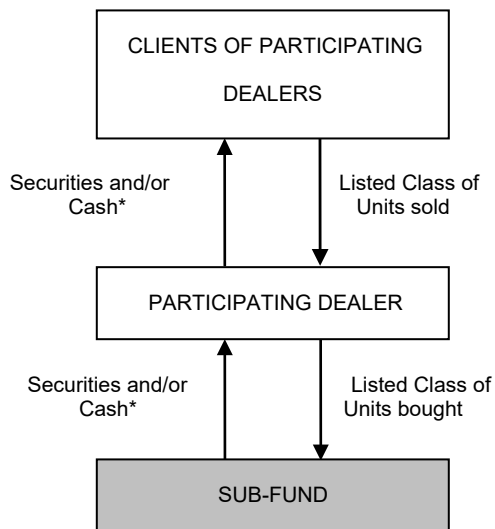 CLIENTS OF PARTICIPATING
DEALERS
Securities and/or
Cash*
Listed Class of
Units sold
PARTICIPATING DEALER
Securities and/or
Cash*
Listed Class of
Units bought
SUB-FUND